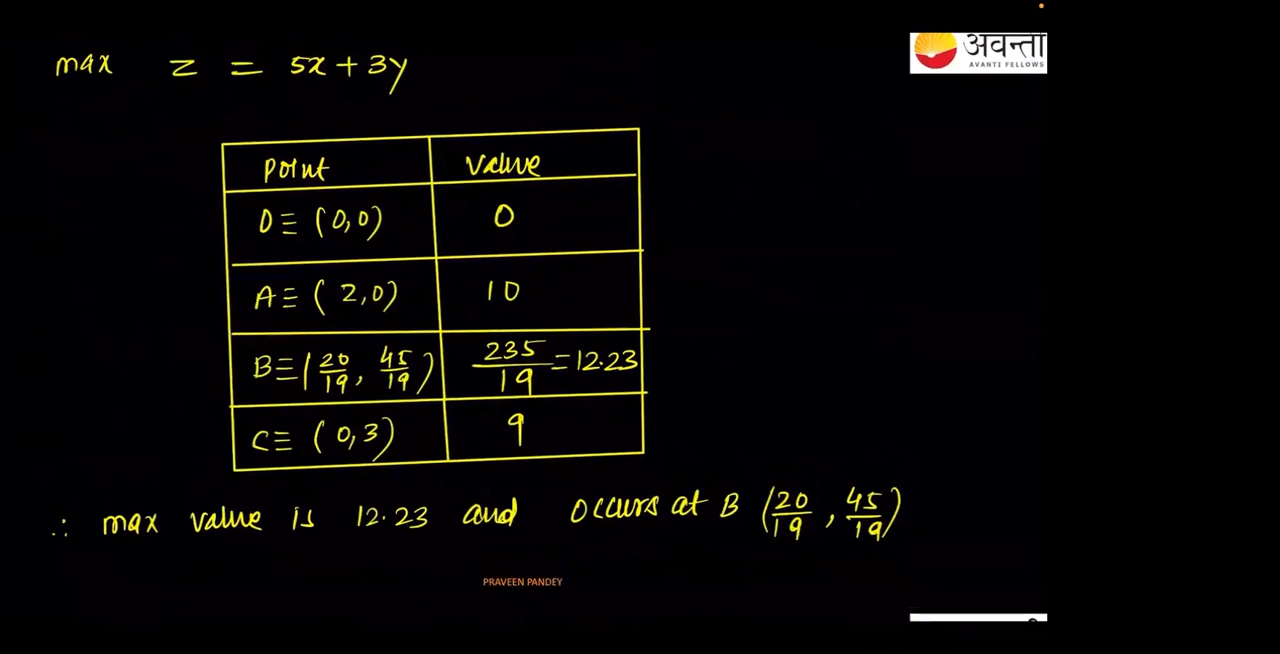 max z = 5x + 3y
अवन्ती
AVANTI FELLOWS
Point Value
O ≡ (0,0) 0
A ≡ (2,0) 10
B ≡ (20/19, 45/19) 235/19 = 12.23
C ≡ (0,3) 9
∴ max value is 12.23 and occurs at B (20/19, 45/19)
PRAVEEN PANDEY